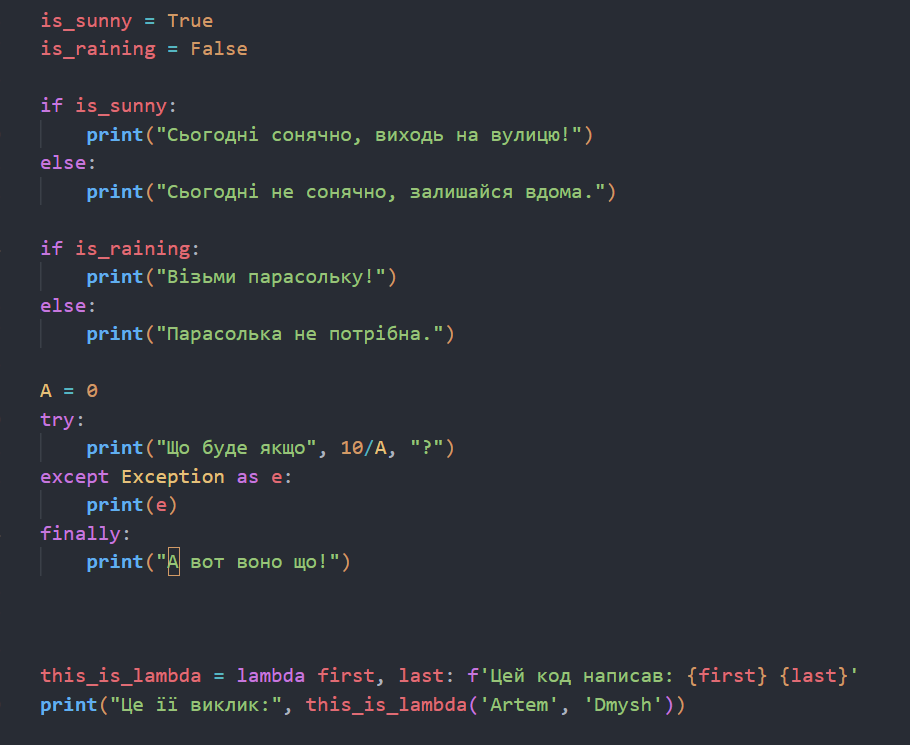 is_sunny = True
is_raining = False
if is_sunny:
    print("Сьогодні сонячно, виходь на вулицю!")
else:
    print("Сьогодні не сонячно, залишайся вдома.")
if is_raining:
    print("Візьми парасольку!")
else:
    print("Парасолька не потрібна.")
A = 0
try:
    print("Що буде якщо", 10/A, "?")
except Exception as e:
    print(e)
finally:
    print("А вот воно що!")
this_is_lambda = lambda first, last: f'Цей код написав: {first} {last}'
print("Це її виклик:", this_is_lambda('Artem', 'Dmysh'))